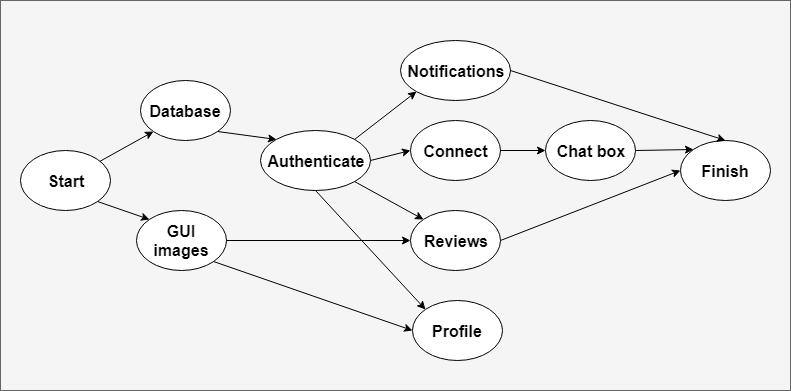 Notifications
Database
Authenticate
Connect
Chat box
Start
Finish
GUI
images
Reviews
Profile